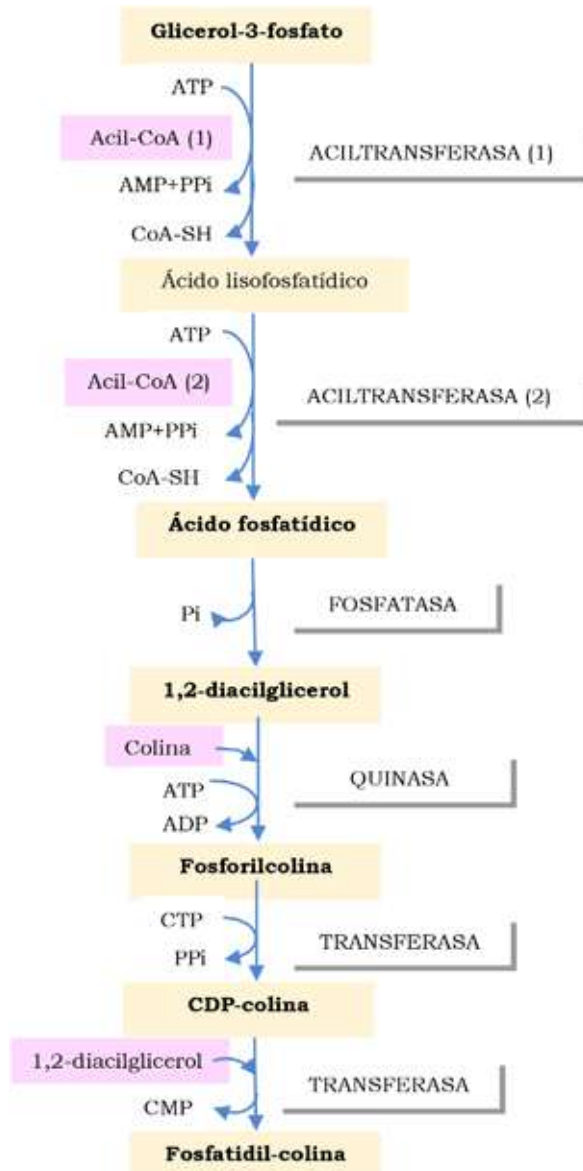 Glicerol-3-fosfato
ATP
Acil-CoA (1)
ACILTRANSFERASA (1)
AMP+PPi
CoA-SH
Ácido lisofosfatídico
ATP
Acil-CoA (2)
ACILTRANSFERASA (2)
AMP+PPi
CoA-SH
Ácido fosfatídico
FOSFATASA
Pi
1,2-diacilglicerol
Colina
QUINASA
ATP
ADP
Fosforilcolina
CTP
TRANSFERASA
PPi
CDP-colina
1,2-diacilglicerol
TRANSFERASA
CMP
Fosfatidil-colina